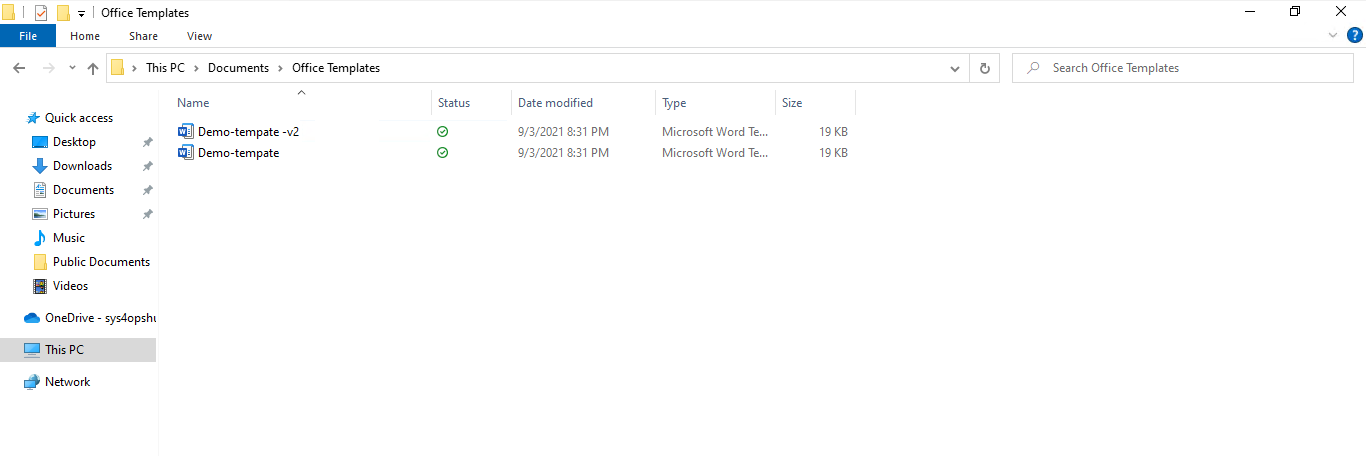 Office Templates
File Home Share View
This PC Documents Office Templates
Search Office Templates
Name Status Date modified Type Size
Demo-tempate -v2 9/3/2021 8:31 PM Microsoft Word Te... 19 KB
Demo-tempate 9/3/2021 8:31 PM Microsoft Word Te... 19 KB
Quick access
Desktop
Downloads
Documents
Pictures
Music
Public Documents
Videos
OneDrive - sys4opshu
This PC
Network